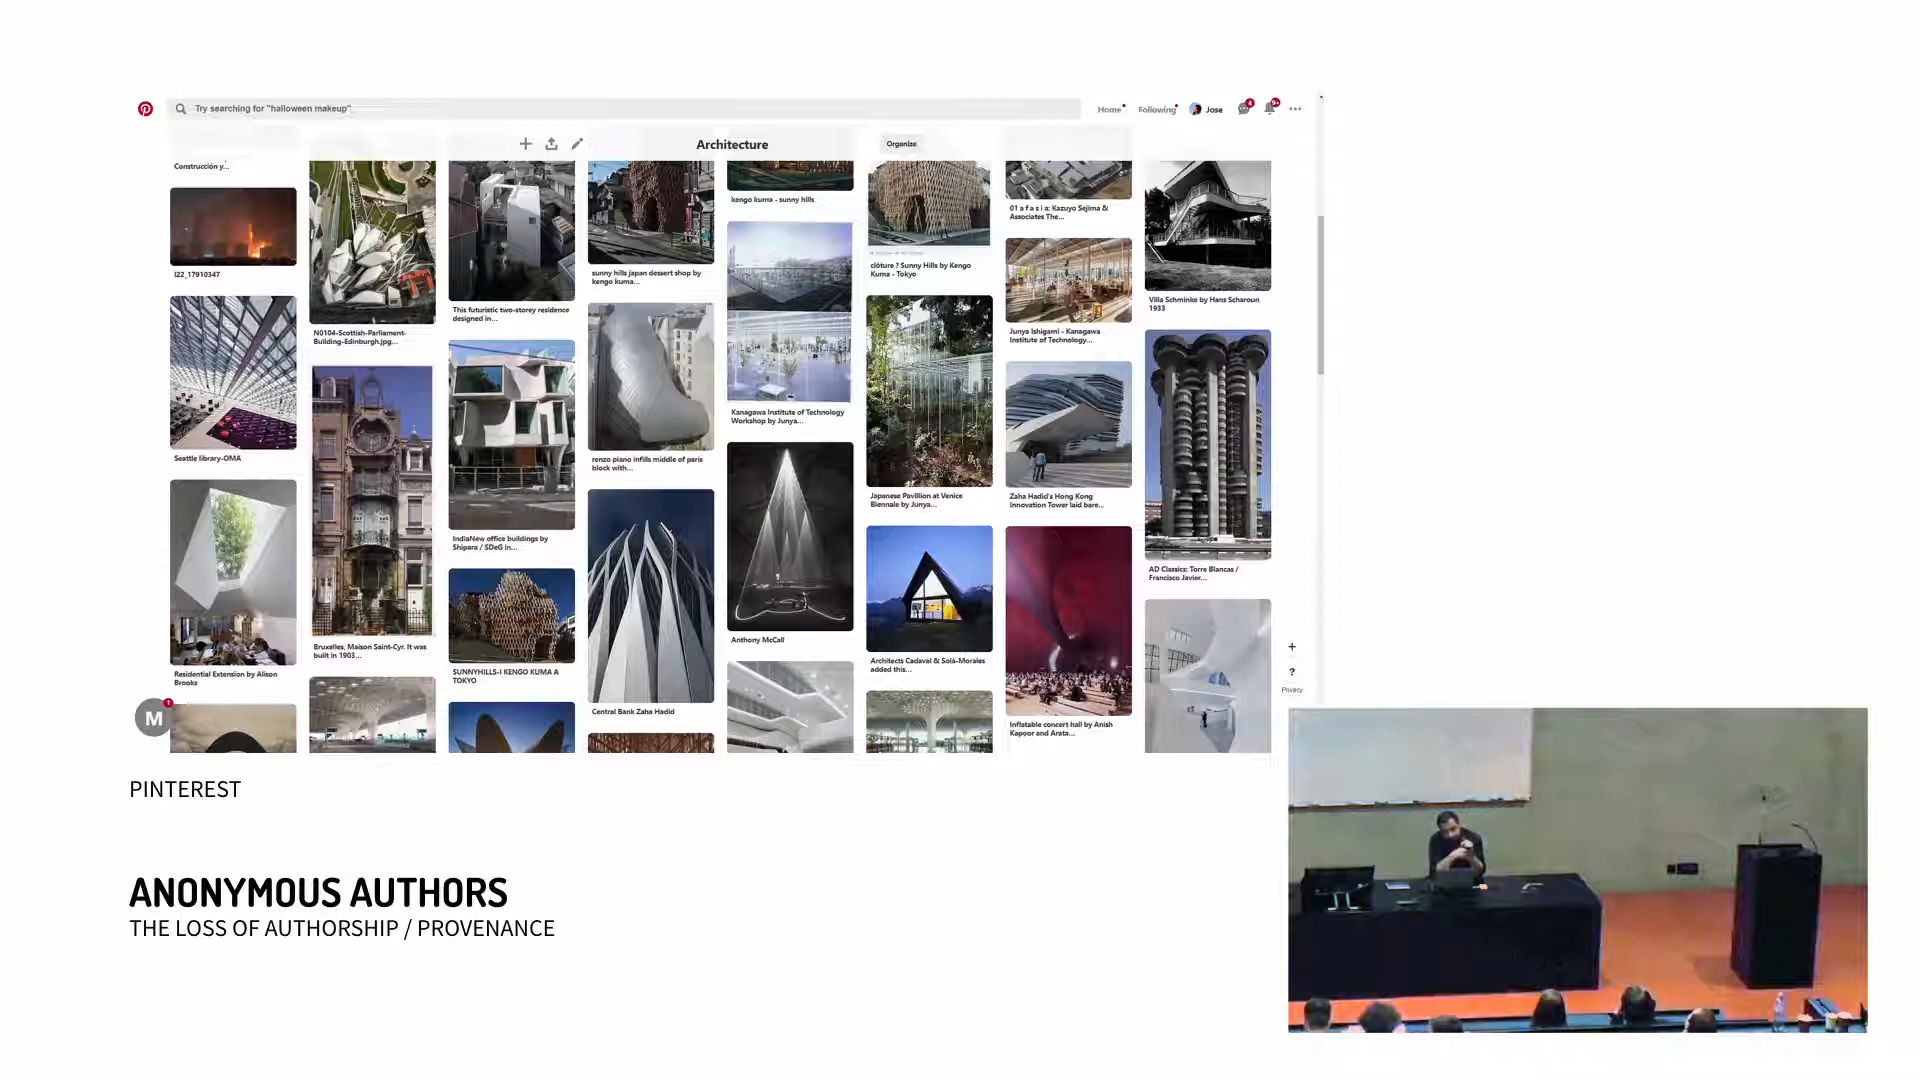 Try searching for "halloween makeup"
Home
Following
Jose
4
9+
Architecture
Organize
Construcción y...
I22_17910347
Seattle library-OMA
Residential Extension by Alison
Brooks
N0104-Scottish-Parliament-
Building-Edinburgh.jpg...
Bruxelles, Maison Saint-Cyr. It was
built in 1903...
This futuristic two-storey residence
designed in...
IndiaNew office buildings by
Shipara / SDeG in...
SUNNYHILLS-I KENGO KUMA A
TOKYO
sunny hills japan dessert shop by
kengo kuma...
renzo piano infills middle of paris
block with...
Central Bank Zaha Hadid
kengo kuma - sunny hills
Kanagawa Institute of Technology
Workshop by Junya...
Anthony McCall
clôture ? Sunny Hills by Kengo
Kuma - Tokyo
Japanese Pavillion at Venice
Biennale by Junya...
Architects Cadaval & Solà-Morales
added this...
01 a f a s i a: Kazuyo Sejima &
Associates The...
Junya Ishigami - Kanagawa
Institute of Technology...
Zaha Hadid's Hong Kong
Innovation Tower laid bare...
Inflatable concert hall by Anish
Kapoor and Arata...
Villa Schminke by Hans Scharoun
1933
AD Classics: Torre Blancas /
Francisco Javier...
+
?
Privacy
M
1
PINTEREST
ANONYMOUS AUTHORS
THE LOSS OF AUTHORSHIP / PROVENANCE